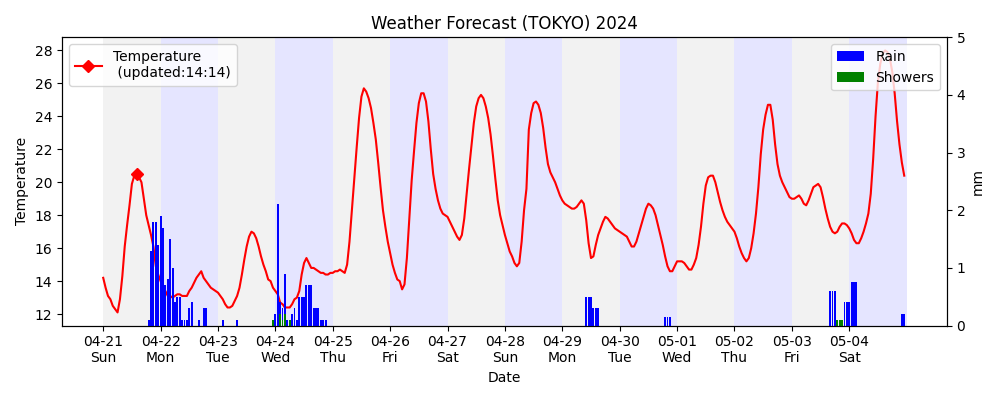 Weather Forecast (TOKYO) 2024
Temperature
(updated:14:14)
Rain
Showers
Temperature
28
26
24
22
20
18
16
14
12
5
4
3
2
1
0
mm
04-21 04-22 04-23 04-24 04-25 04-26 04-27 04-28 04-29 04-30 05-01 05-02 05-03 05-04
Sun Mon Tue Wed Thu Fri Sat Sun Mon Tue Wed Thu Fri Sat
Date